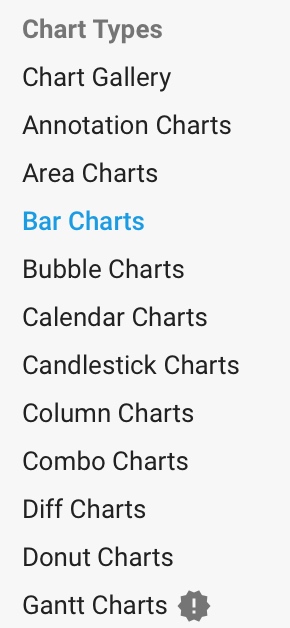 Chart Types
Chart Gallery
Annotation Charts
Area Charts
Bar Charts
Bubble Charts
Calendar Charts
Candlestick Charts
Column Charts
Combo Charts
Diff Charts
Donut Charts
Gantt Charts